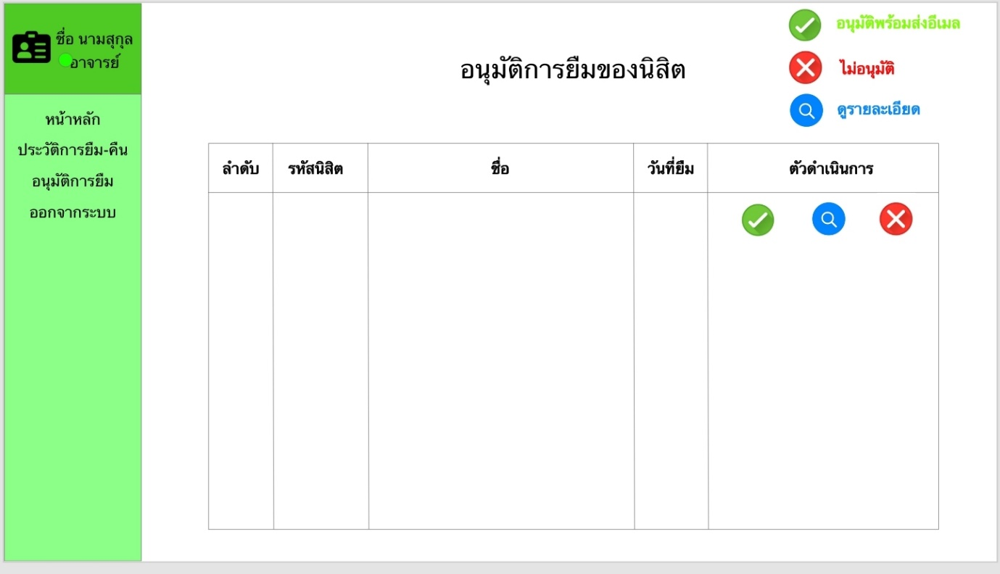 ชื่อ นามสุกุล
อาจารย์
หน้าหลัก
ประวัติการยืม-คืน
อนุมัติการยืม
ออกจากระบบ
อนุมัติการยืมของนิสิต
อนุมัติพร้อมส่งอีเมล
ไม่อนุมัติ
ดูรายละเอียด
ลำดับ รหัสนิสิต ชื่อ วันที่ยืม ตัวดำเนินการ